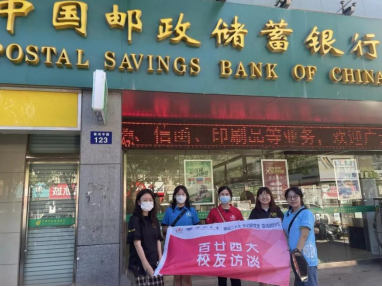 中国邮政储蓄银行
POSTAL SAVINGS BANK OF CHINA
信函、印刷品等业务,欢迎广
123
百廿四大
校友访谈